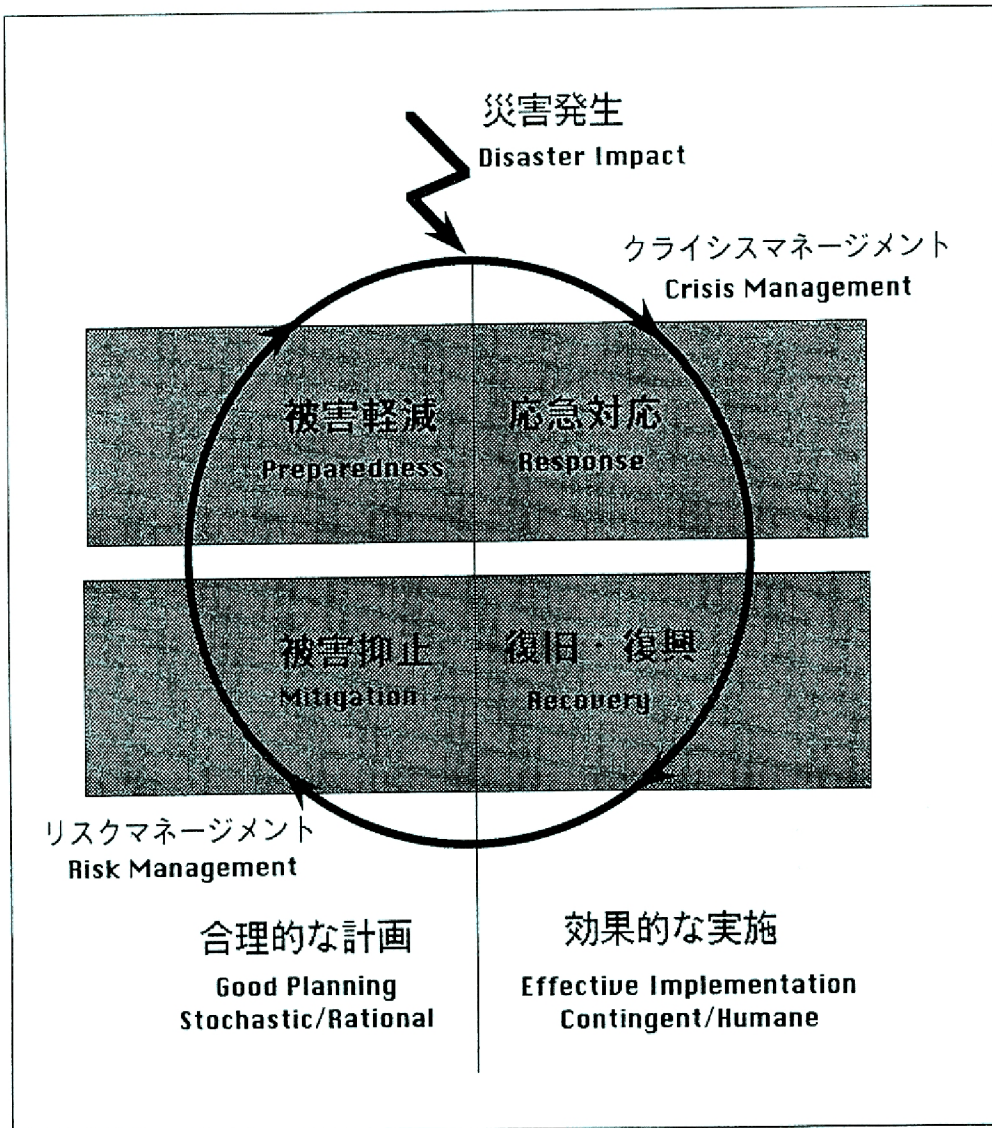 災害発生
Disaster Impact
クライシスマネージメント
Crisis Management
被害軽減
Preparedness
応急対応
Response
被害抑止
Mitigation
復旧・復興
Recovery
リスクマネージメント
Risk Management
合理的な計画
Good Planning
Stochastic/Rational
効果的な実施
Effective Implementation
Contingent/Humane